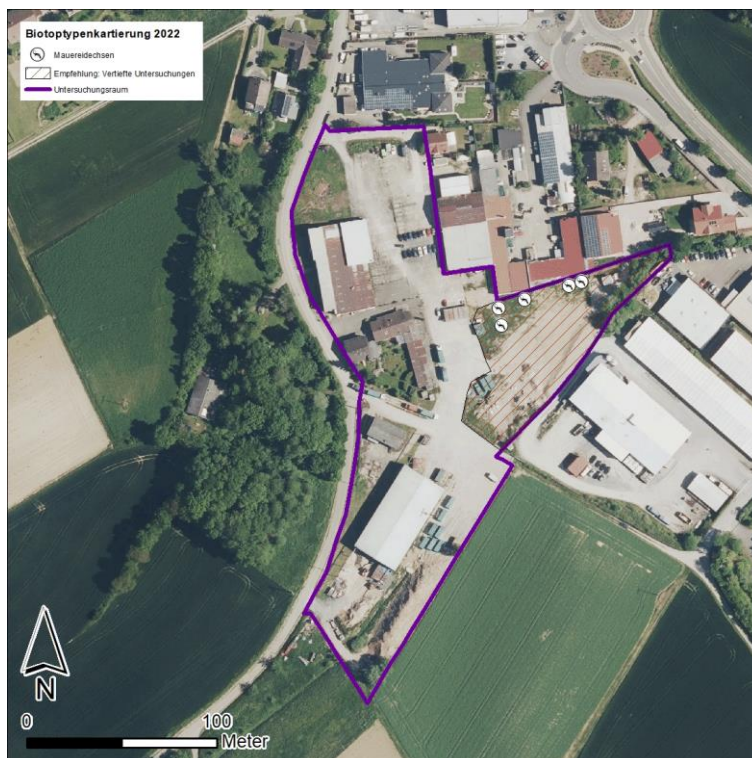 Biotoptypenkartierung 2022
Mauereidechsen
Empfehlung: Vertiefte Untersuchungen
Untersuchungsraum
N
0 100
Meter